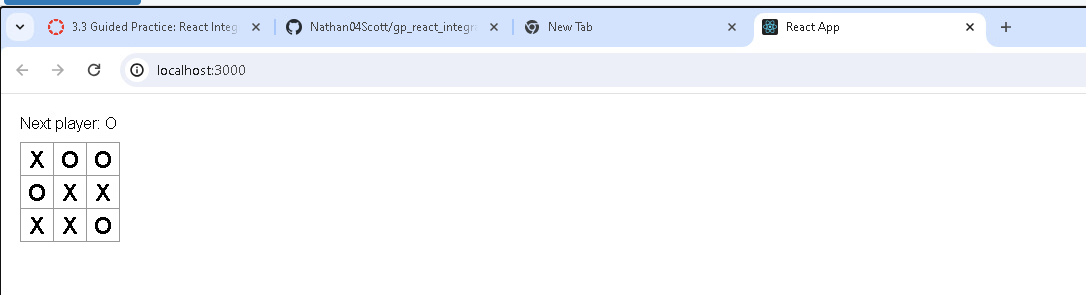 3.3 Guided Practice: React Integ
Nathan04Scott/gp_react_integr
New Tab
React App
localhost:3000
Next player: O
X O O
O X X
X X O